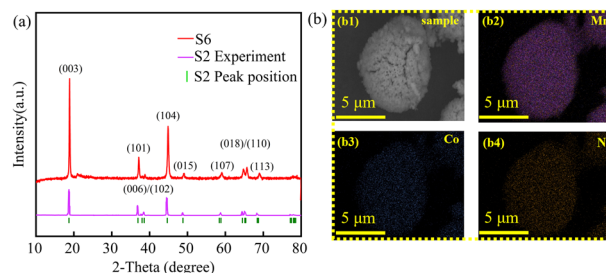 (a)
S6
S2 Experiment
S2 Peak position
(003)
(104)
(101)
(006)/(102)
(015)
(107)
(018)/(110)
(113)
Intensity(a.u.)
10 20 30 40 50 60 70 80
2-Theta (degree)
(b)
(b1) sample
5 μm
(b2) Mn
5 μm
(b3) Co
5 μm
(b4) N
5 μm